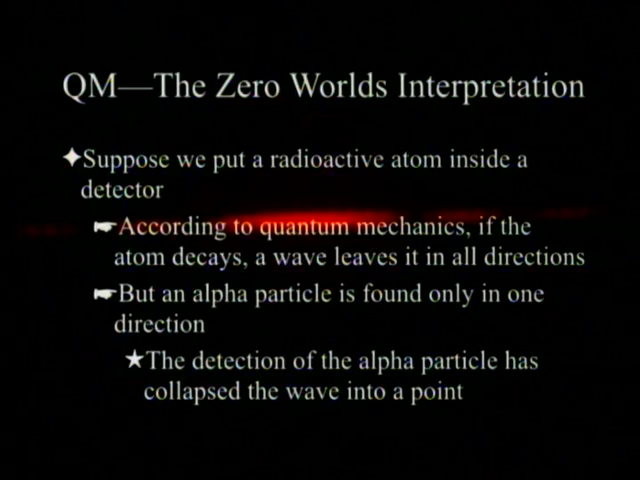 QM—The Zero Worlds Interpretation
Suppose we put a radioactive atom inside a
detector
According to quantum mechanics, if the
atom decays, a wave leaves it in all directions
But an alpha particle is found only in one
direction
The detection of the alpha particle has
collapsed the wave into a point